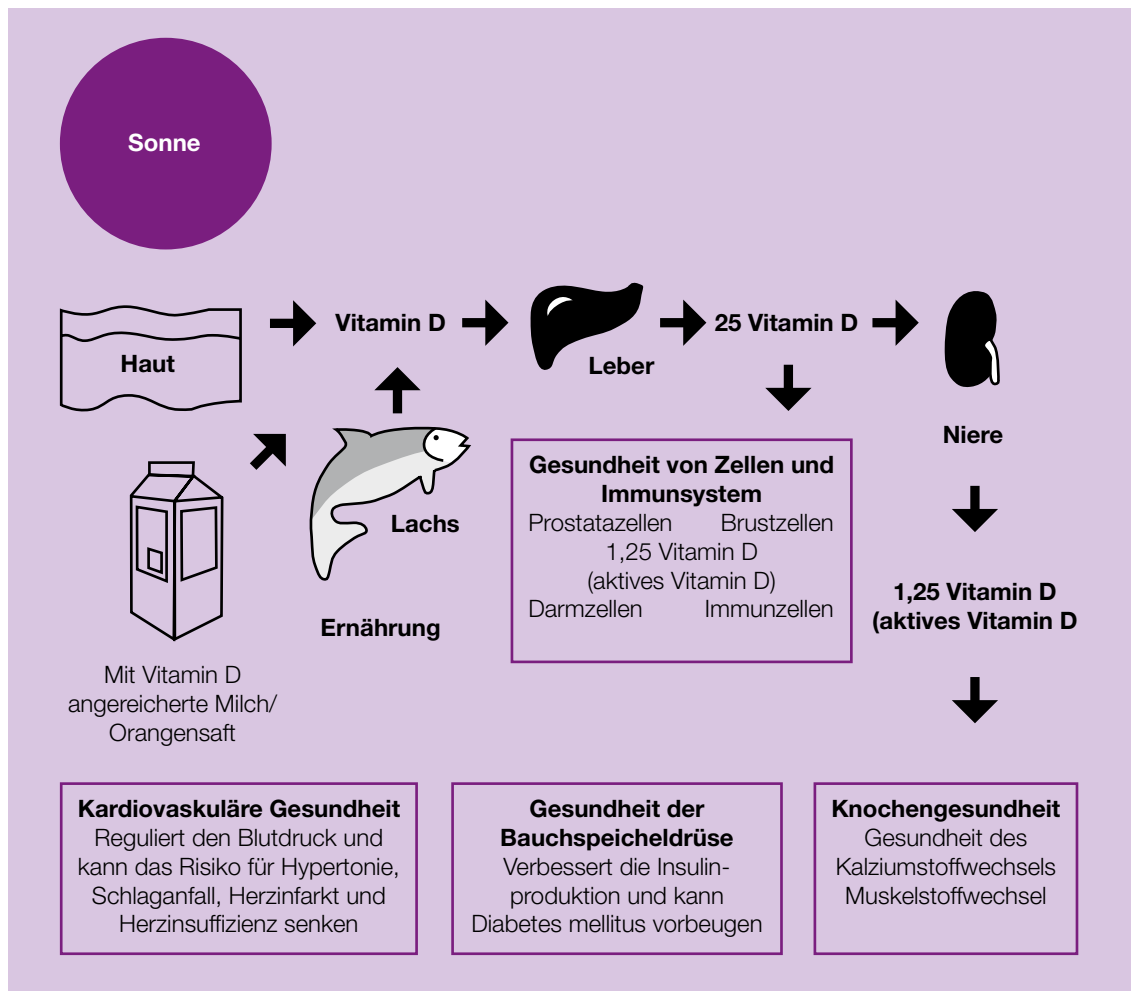 Sonne
Haut
Vitamin D
Leber
25 Vitamin D
Niere
Lachs
Ernährung
Mit Vitamin D
angereicherte Milch/
Orangensaft
Gesundheit von Zellen und
Immunsystem
Prostatazellen Brustzellen
1,25 Vitamin D
(aktives Vitamin D)
Darmzellen Immunzellen
1,25 Vitamin D
(aktives Vitamin D
Kardiovaskuläre Gesundheit
Reguliert den Blutdruck und
kann das Risiko für Hypertonie,
Schlaganfall, Herzinfarkt und
Herzinsuffizienz senken
Gesundheit der
Bauchspeicheldrüse
Verbessert die Insulin-
produktion und kann
Diabetes mellitus vorbeugen
Knochengesundheit
Gesundheit des
Kalziumstoffwechsels
Muskelstoffwechsel